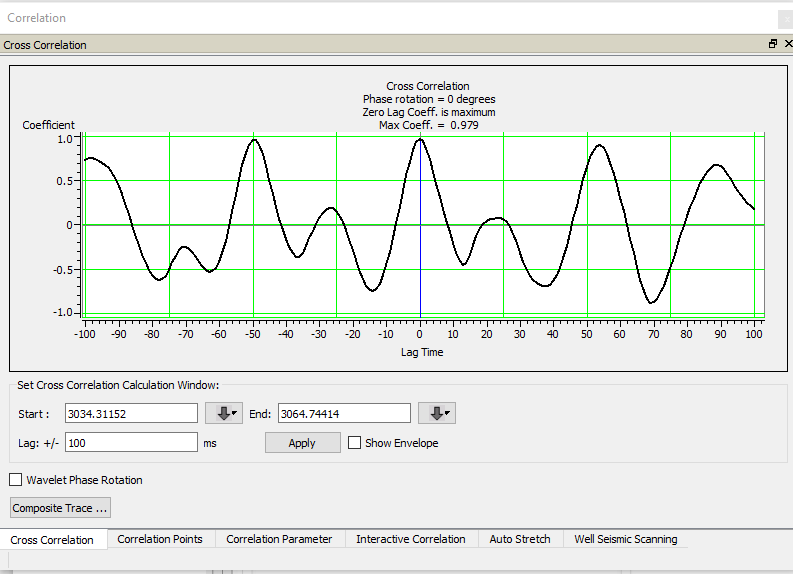 Correlation
Cross Correlation
Cross Correlation
Phase rotation = 0 degrees
Zero Lag Coeff. is maximum
Max Coeff. = 0.979
Coefficient
1.0
0.5
0
-0.5
-1.0
-100 -90 -80 -70 -60 -50 -40 -30 -20 -10 0 10 20 30 40 50 60 70 80 90 100
Lag Time
Set Cross Correlation Calculation Window:
Start : 3034.31152 End: 3064.74414
Lag: +/- 100 ms Apply Show Envelope
Wavelet Phase Rotation
Composite Trace ...
Cross Correlation Correlation Points Correlation Parameter Interactive Correlation Auto Stretch Well Seismic Scanning